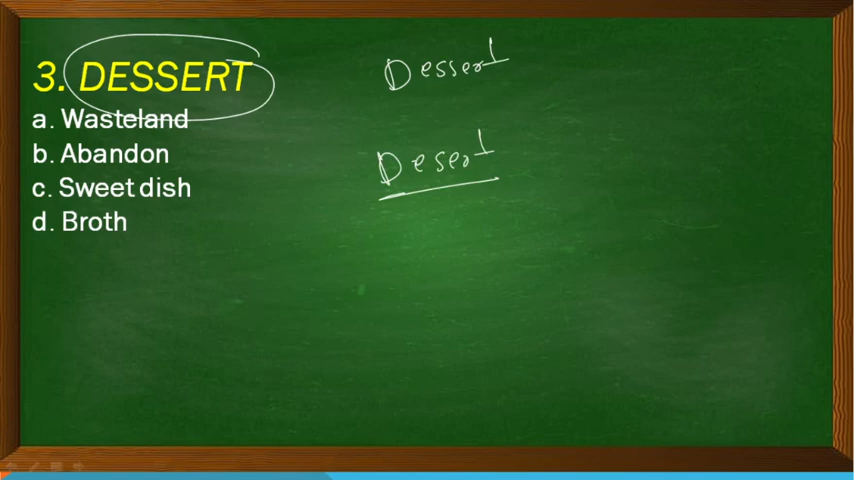 3. DESSERT
a. Wasteland
b. Abandon
c. Sweet dish
d. Broth
Dessert
Desert